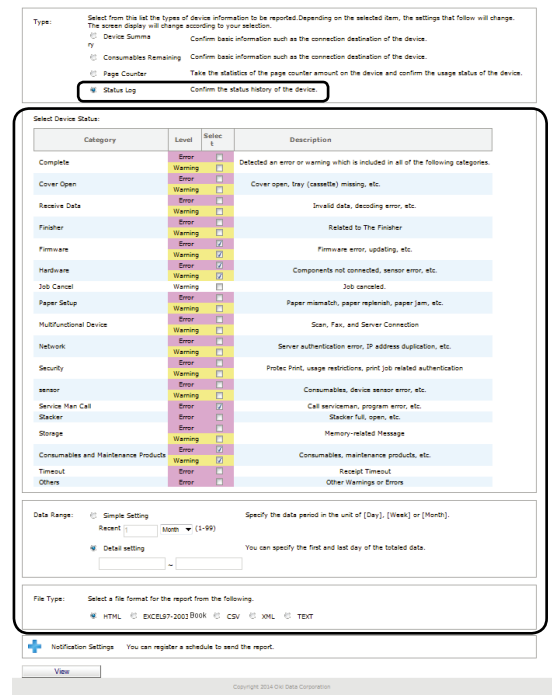 Type: Select from this list the types of device information to be reported.Depending on the selected item, the settings that follow will change.
The screen display will change according to your selection.
Device Summa
ry Confirm basic information such as the connection destination of the device.
Consumables Remaining Confirm basic information such as the connection destination of the device.
Page Counter Take the statistics of the page counter amount on the device and confirm the usage status of the device.
Status Log Confirm the status history of the device.
Select Device Status:
Category Level Selec
t Description
Complete Error Detected an error or warning which is included in all of the following categories.
Warning
Cover Open Error Cover open, tray (cassette) missing, etc.
Warning
Receive Data Error Invalid data, decoding error, etc.
Warning
Finisher Error Related to The Finisher
Warning
Firmware Error Firmware error, updating, etc.
Warning
Hardware Error Components not connected, sensor error, etc.
Warning
Job Cancel Warning Job canceled.
Paper Setup Error Paper mismatch, paper replenish, paper jam, etc.
Warning
Multifunctional Device Error Scan, Fax, and Server Connection
Warning
Network Error Server authentication error, IP address duplication, etc.
Warning
Security Error Protec Print, usage restrictions, print job related authentication
Warning
sensor Error Consumables, device sensor error, etc.
Warning
Service Man Call Error Call serviceman, program error, etc.
Stacker Error Stacker full, open, etc.
Storage Error Memory-related Message
Warning
Consumables and Maintenance Products Error Consumables, maintenance products, etc.
Warning
Timeout Error Receipt Timeout
Others Error Other Warnings or Errors
Data Range: Simple Setting Specify the data period in the unit of [Day], [Week] or [Month].
Recent 1 Month (1-99)
Detail setting You can specify the first and last day of the totaled data.
~
File Type: Select a file format for the report from the following.
HTML EXCEL97-2003 Book CSV XML TEXT
Notification Settings You can register a schedule to send the report.
View
Copyright 2014 Oki Data Corporation